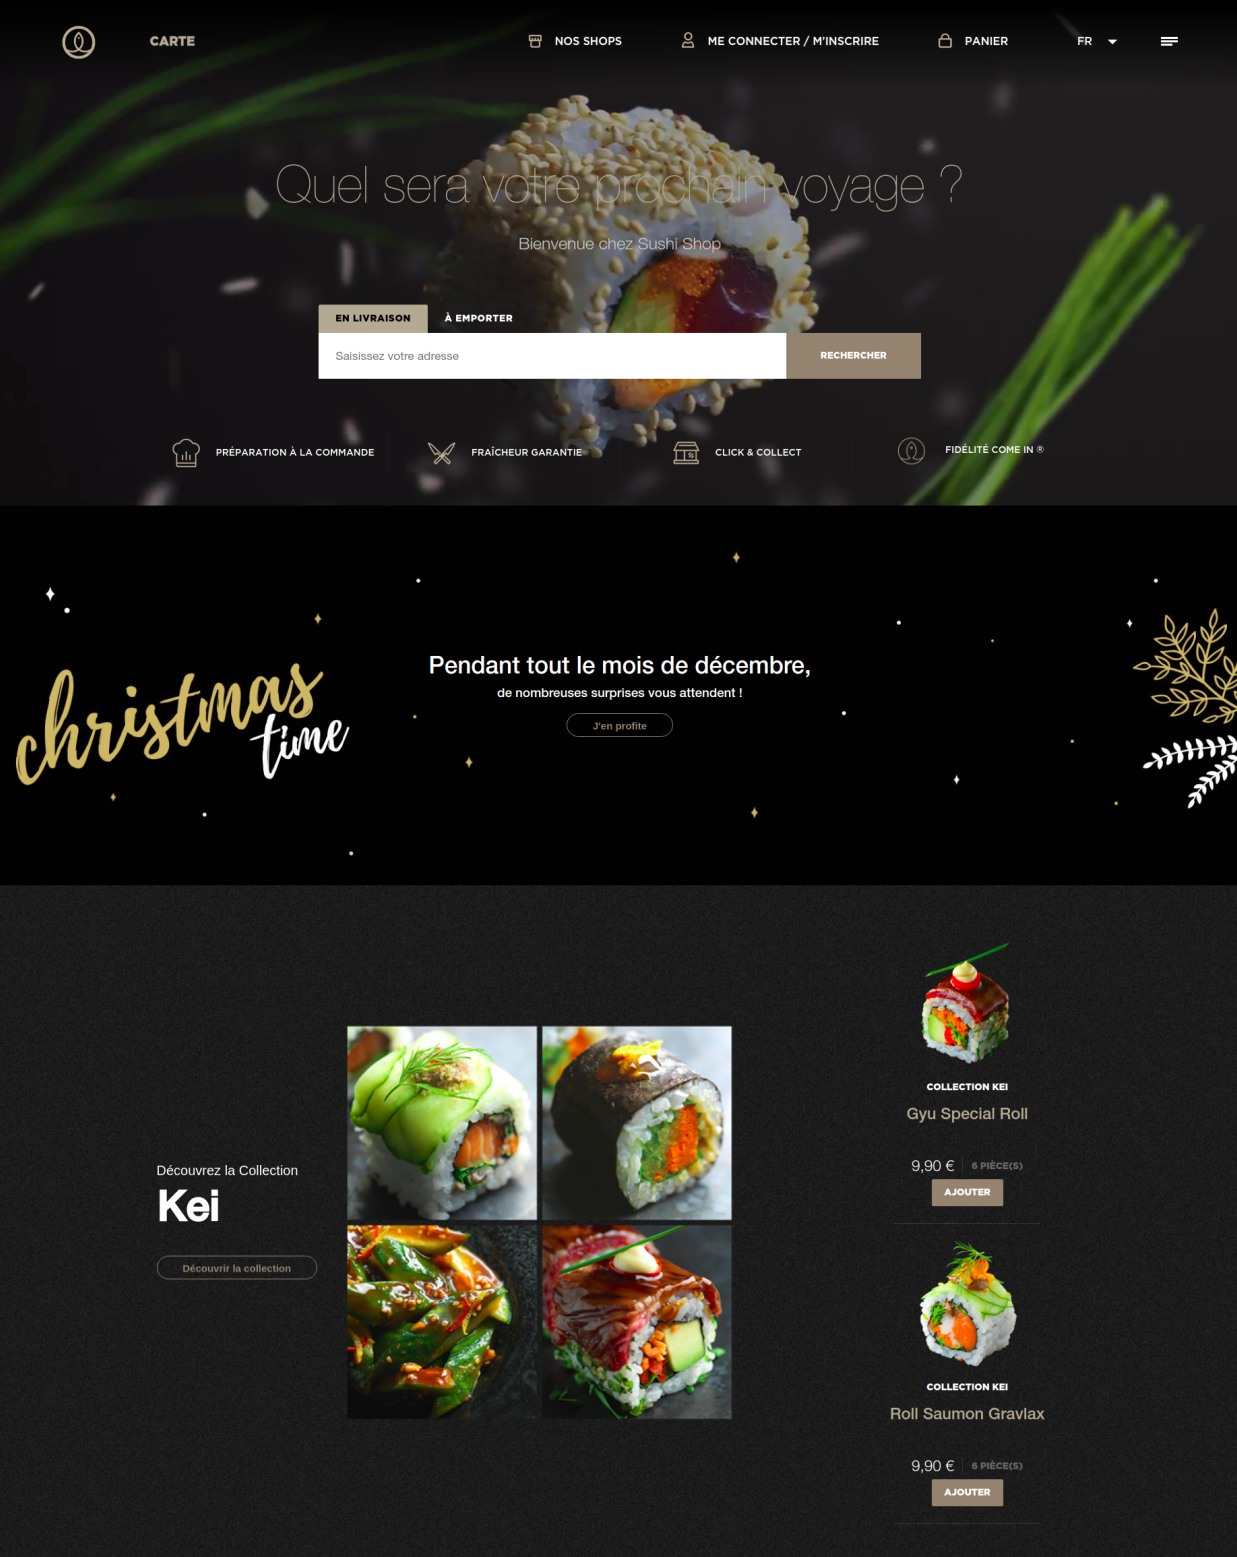 CARTE
NOS SHOPS
ME CONNECTER / M'INSCRIRE
PANIER
FR
Quel sera votre prochain voyage ?
Bienvenue chez Sushi Shop
EN LIVRAISON
À EMPORTER
Saisissez votre adresse
RECHERCHER
PRÉPARATION À LA COMMANDE
FRAÎCHEUR GARANTIE
CLICK & COLLECT
FIDÉLITÉ COME IN ®
christmas
time
Pendant tout le mois de décembre,
de nombreuses surprises vous attendent !
J'en profite
Découvrez la Collection
Kei
Découvrir la collection
COLLECTION KEI
Gyu Special Roll
9,90 €
6 PIÈCE(S)
AJOUTER
COLLECTION KEI
Roll Saumon Gravlax
9,90 €
6 PIÈCE(S)
AJOUTER